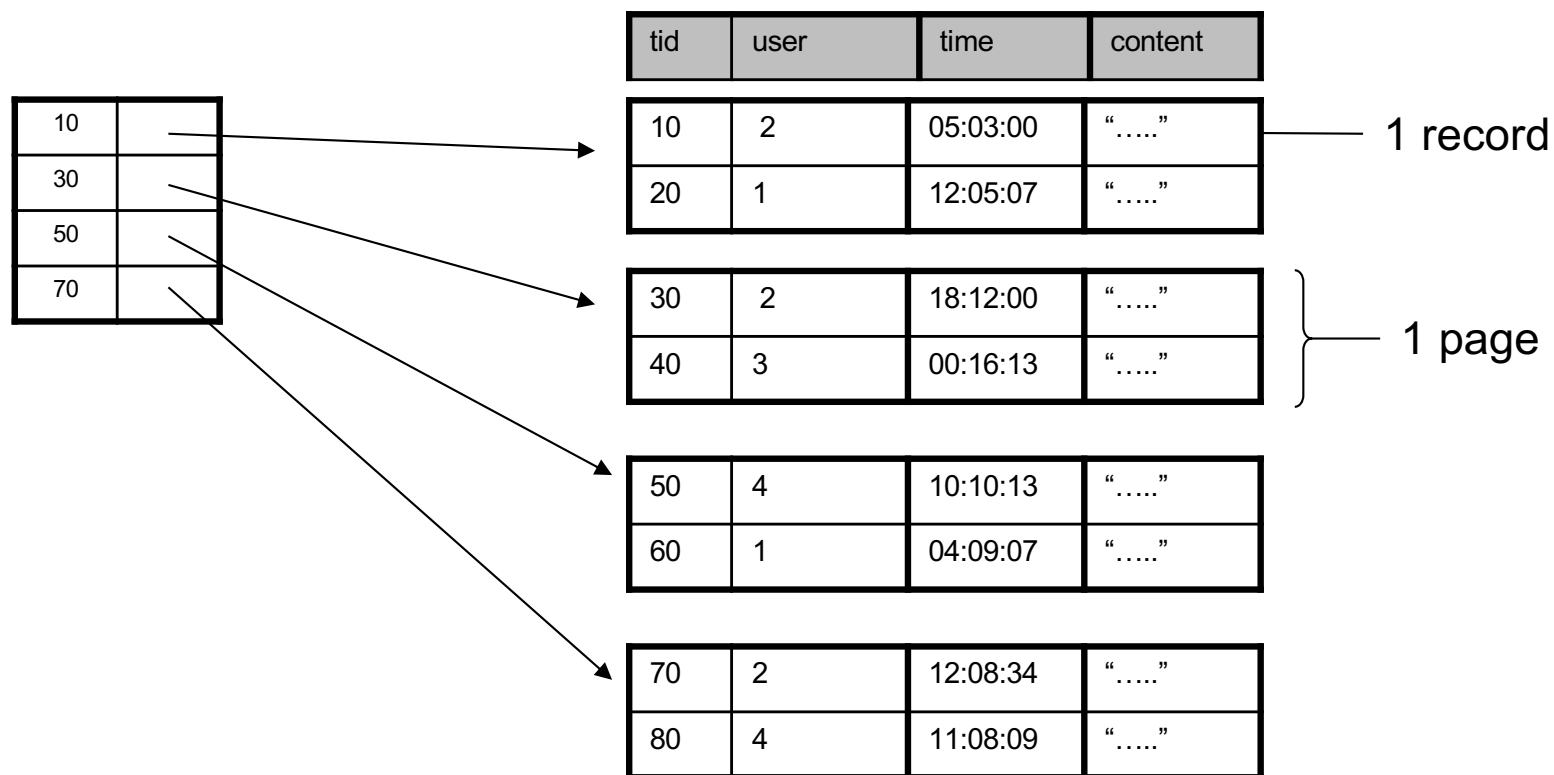 tid user time content
10
30
50
70
10 2 05:03:00 “…..”
20 1 12:05:07 “…..”
1 record
30 2 18:12:00 “…..”
40 3 00:16:13 “…..”
1 page
50 4 10:10:13 “…..”
60 1 04:09:07 “…..”
70 2 12:08:34 “…..”
80 4 11:08:09 “…..”